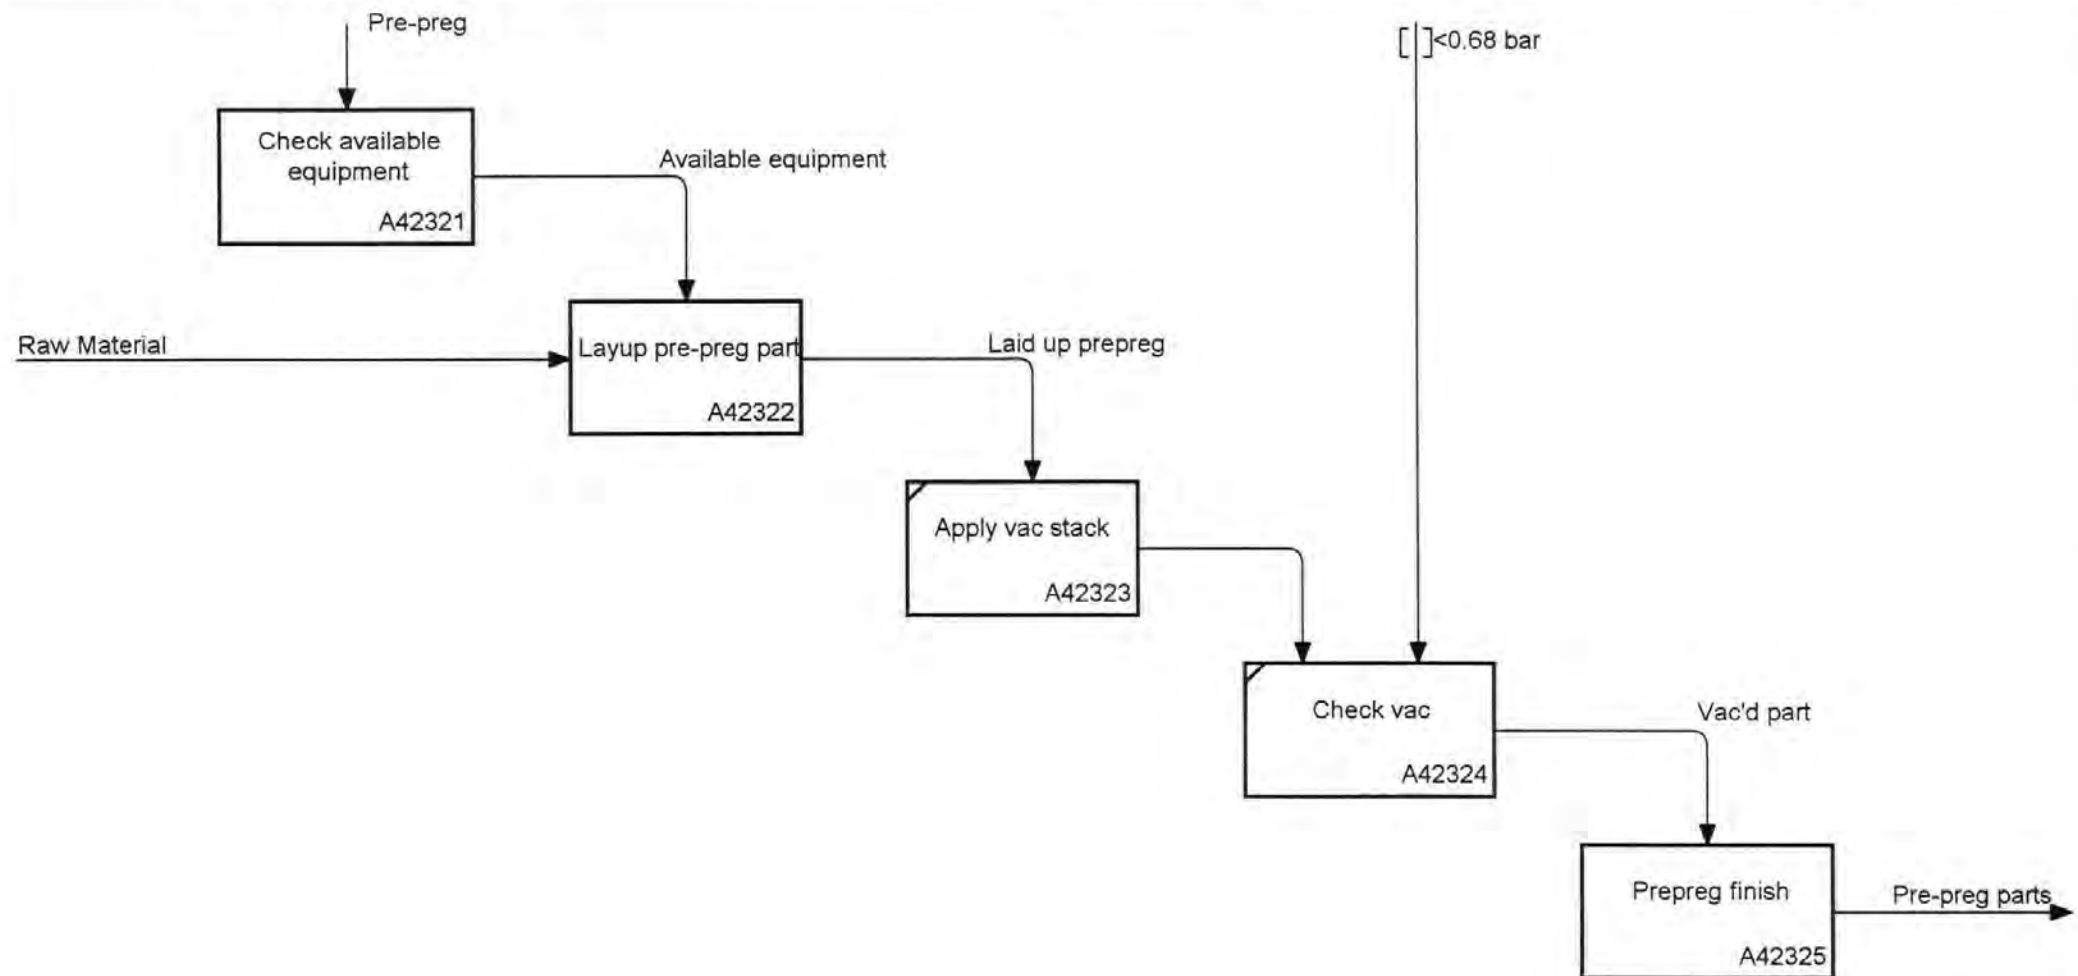 Pre-preg
[ ]<0.68 bar
Check available
equipment
A42321
Available equipment
Raw Material
Layup pre-preg part
A42322
Laid up prepreg
Apply vac stack
A42323
Check vac
A42324
Vac'd part
Prepreg finish
A42325
Pre-preg parts